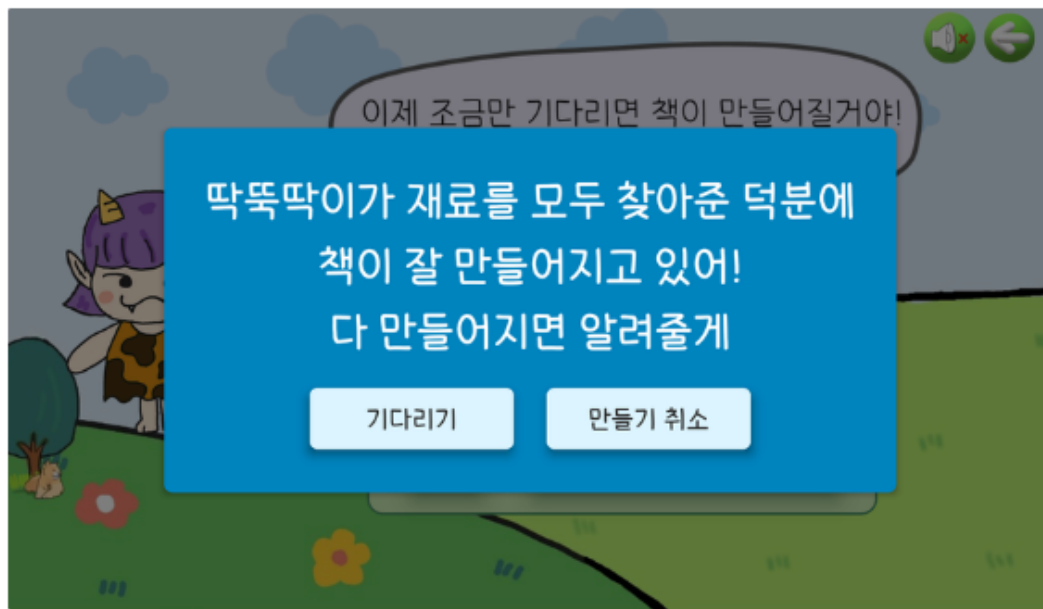 이제 조금만 기다리면 책이 만들어질거야!
딱뚝딱이가 재료를 모두 찾아준 덕분에
책이 잘 만들어지고 있어!
다 만들어지면 알려줄게
기다리기
만들기 취소